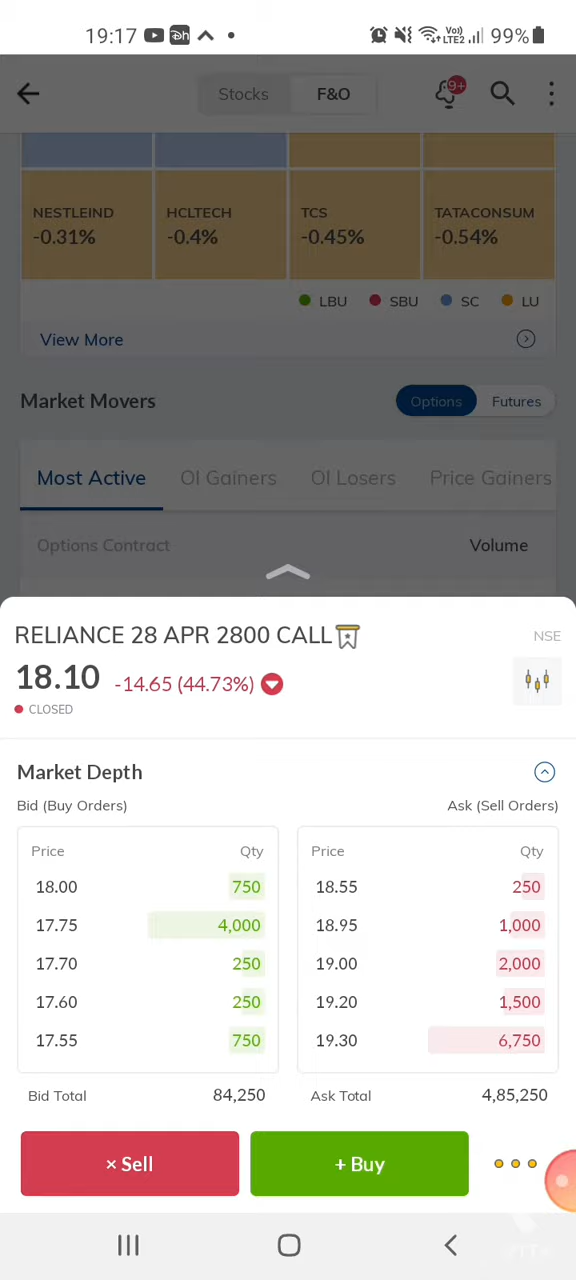 19:17 Vo) LTE2 99%
Stocks F&O 9+
NESTLEIND HCLTECH TCS TATACONSUM
-0.31% -0.4% -0.45% -0.54%
LBU SBU SC LU
View More
Market Movers Options Futures
Most Active OI Gainers OI Losers Price Gainers
Options Contract Volume
RELIANCE 28 APR 2800 CALL NSE
18.10 -14.65 (44.73%)
CLOSED
Market Depth
Bid (Buy Orders) Ask (Sell Orders)
Price Qty Price Qty
18.00 750 18.55 250
17.75 4,000 18.95 1,000
17.70 250 19.00 2,000
17.60 250 19.20 1,500
17.55 750 19.30 6,750
Bid Total 84,250 Ask Total 4,85,250
× Sell + Buy